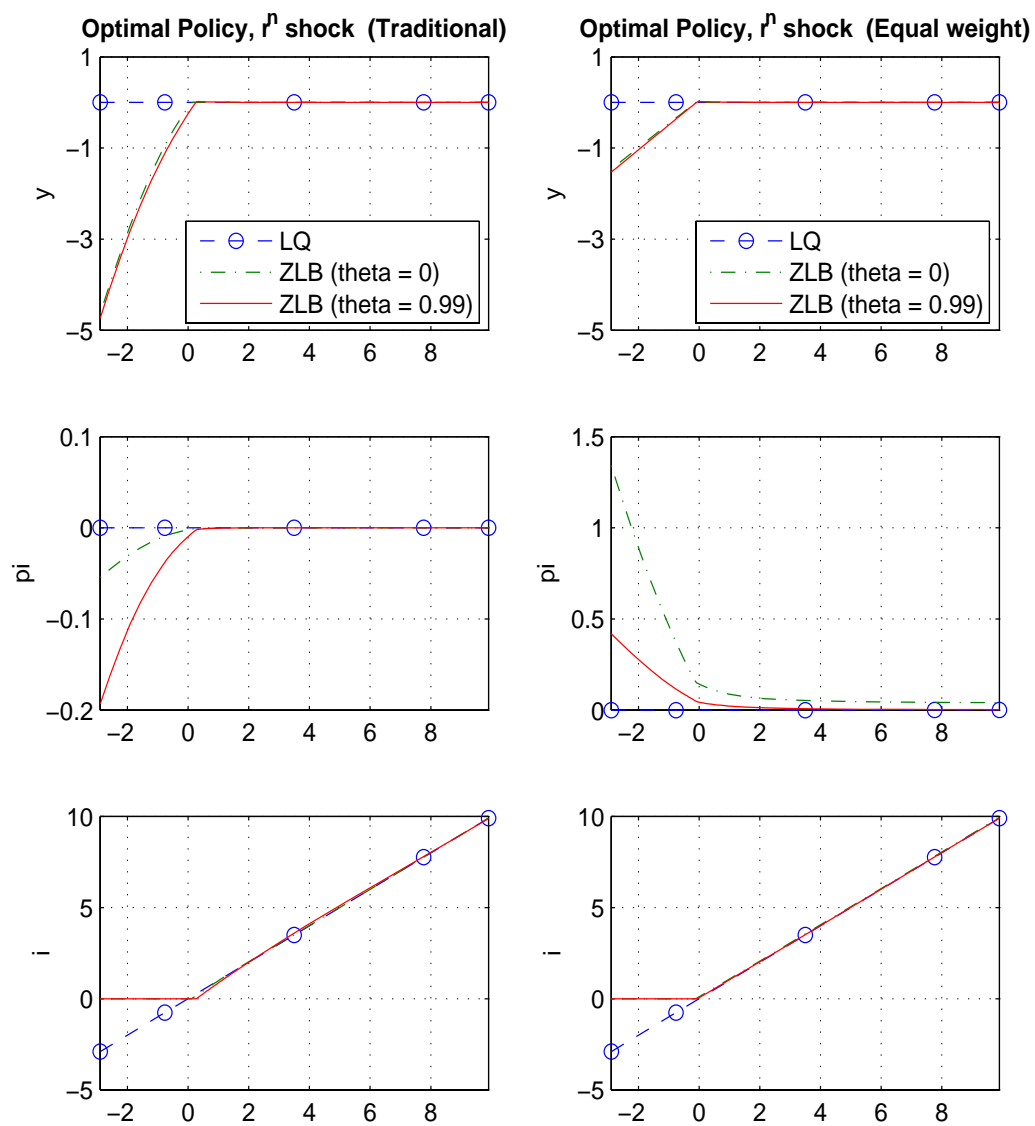 Optimal Policy, rⁿ shock (Traditional)
1
−1
−3
−5
y
−2 0 2 4 6 8
LQ
ZLB (theta = 0)
ZLB (theta = 0.99)
Optimal Policy, rⁿ shock (Equal weight)
1
−1
−3
−5
y
−2 0 2 4 6 8
LQ
ZLB (theta = 0)
ZLB (theta = 0.99)
0.1
0
−0.1
−0.2
pi
−2 0 2 4 6 8
1.5
1
0.5
0
pi
−2 0 2 4 6 8
10
5
0
−5
i
−2 0 2 4 6 8
10
5
0
−5
i
−2 0 2 4 6 8